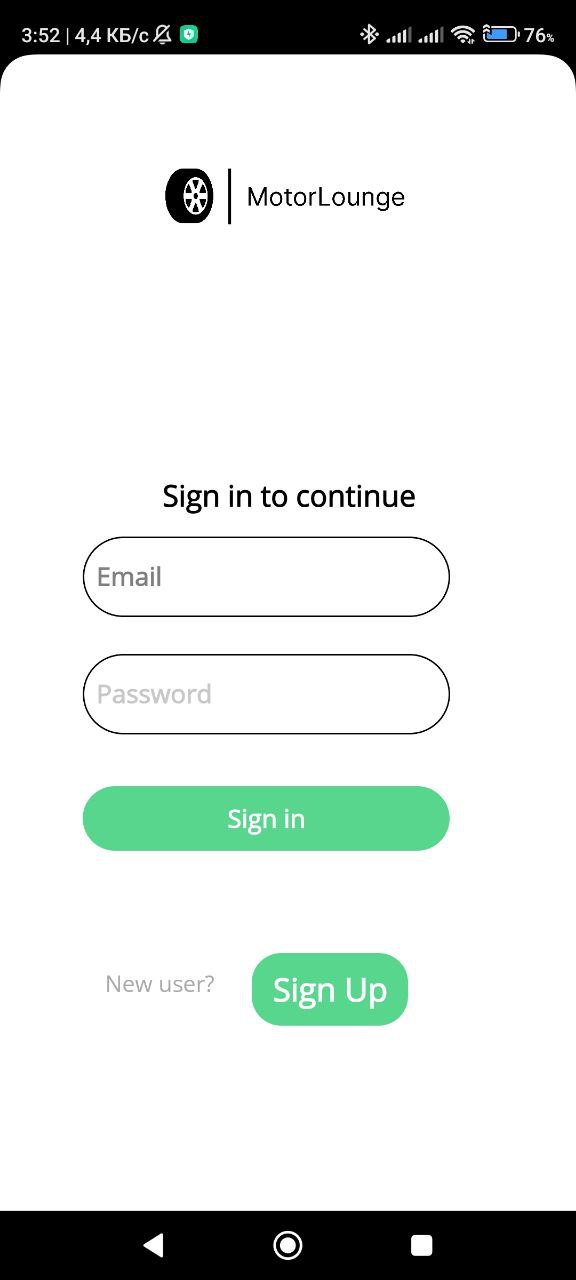 3:52 | 4,4 КБ/с 76%
MotorLounge
Sign in to continue
Email
Password
Sign in
New user? Sign Up